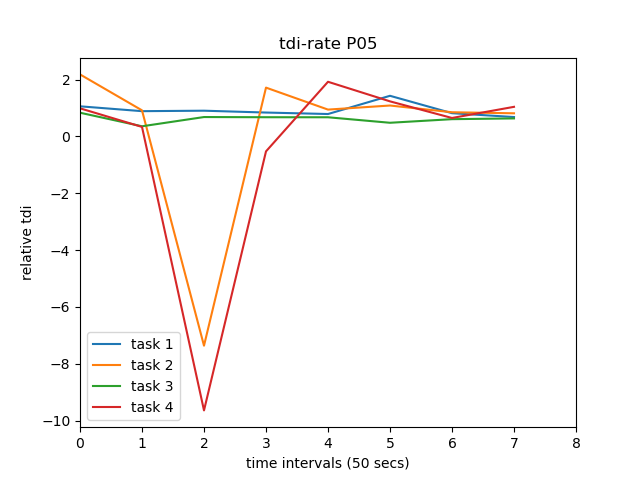 tdi-rate P05
relative tdi
2
0
−2
−4
−6
−8
−10
task 1
task 2
task 3
task 4
0 1 2 3 4 5 6 7 8
time intervals (50 secs)